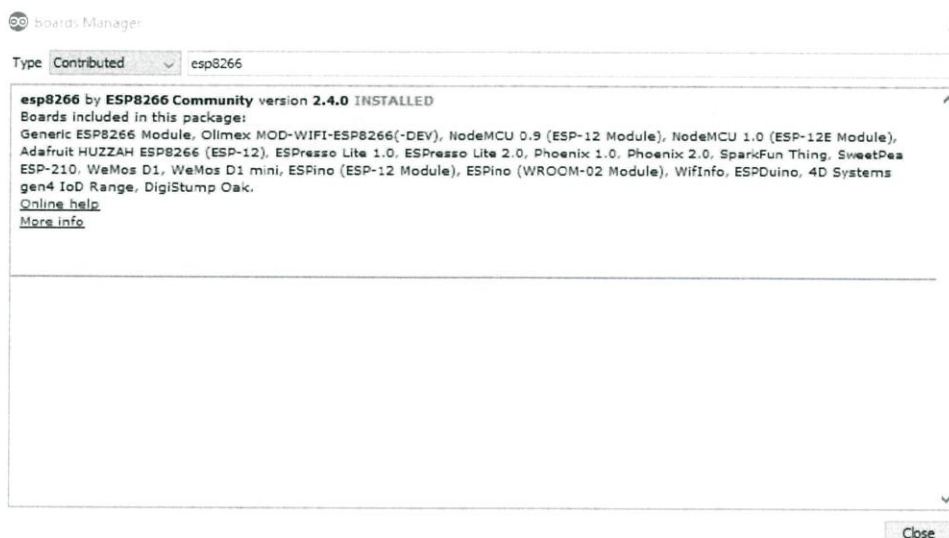 Boards Manager
Type Contributed esp8266
esp8266 by ESP8266 Community version 2.4.0 INSTALLED
Boards included in this package:
Generic ESP8266 Module, Olimex MOD-WIFI-ESP8266(-DEV), NodeMCU 0.9 (ESP-12 Module), NodeMCU 1.0 (ESP-12E Module),
Adafruit HUZZAH ESP8266 (ESP-12), ESPresso Lite 1.0, ESPresso Lite 2.0, Phoenix 1.0, Phoenix 2.0, SparkFun Thing, SweetPea
ESP-210, WeMos D1, WeMos D1 mini, ESPino (ESP-12 Module), ESPino (WROOM-02 Module), WifInfo, ESPDuino, 4D Systems
gen4 IoD Range, DigiStump Oak.
Online help
More info
Close